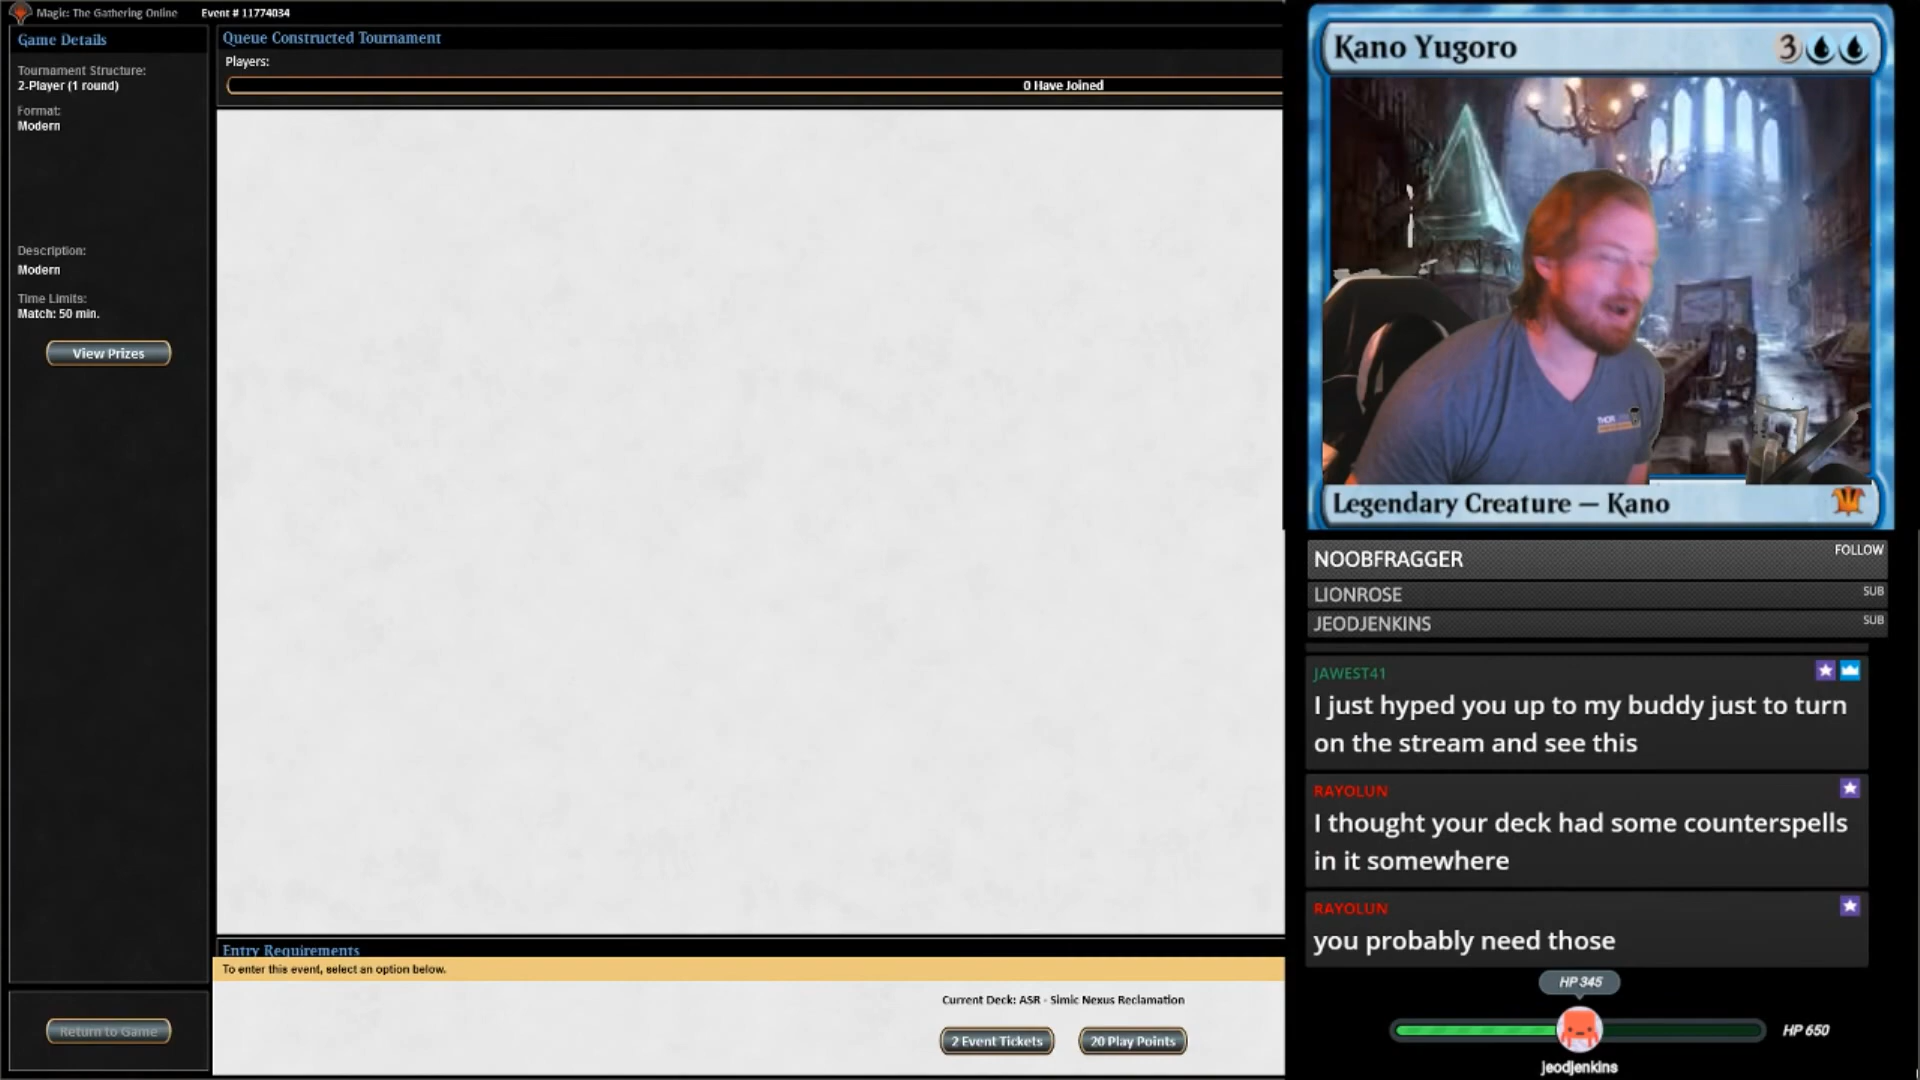 Magic: The Gathering Online Event # 11774034
Game Details
Tournament Structure:
2-Player (1 round)
Format:
Modern
Description:
Modern
Time Limits:
Match: 50 min.
View Prizes
Return to Game
Queue Constructed Tournament
Players:
0 Have Joined
Entry Requirements
To enter this event, select an option below.
Current Deck: ASR - Simic Nexus Reclamation
2 Event Tickets
20 Play Points
Kano Yugoro 3
Legendary Creature — Kano
NOOBFRAGGER FOLLOW
LIONROSE SUB
JEODJENKINS SUB
JAWEST41
I just hyped you up to my buddy just to turn
on the stream and see this
RAYOLUN
I thought your deck had some counterspells
in it somewhere
RAYOLUN
you probably need those
HP 345
HP 650
jeodjenkins